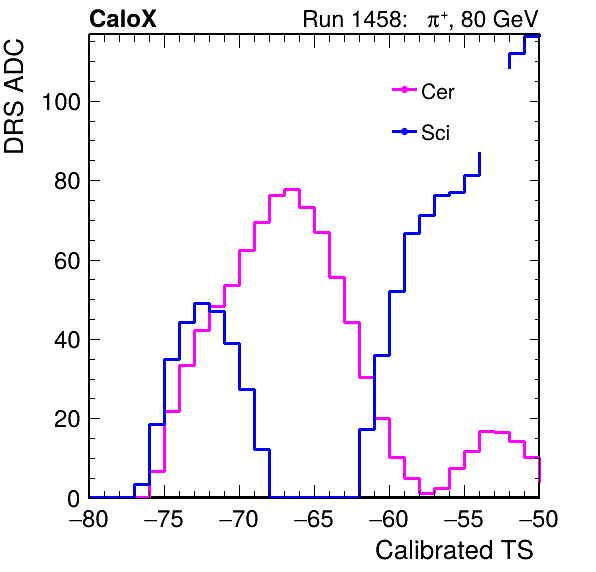 CaloX Run 1458: π⁺, 80 GeV
DRS ADC
100
80
60
40
20
0
Cer
Sci
−80 −75 −70 −65 −60 −55 −50
Calibrated TS